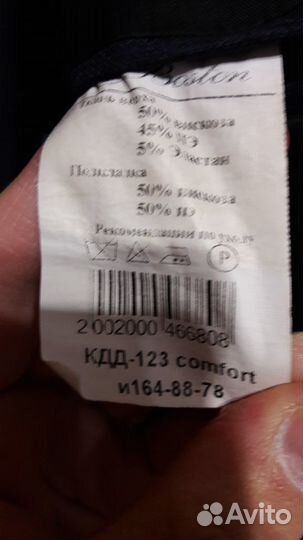 Boston
Ткань верха
50% вискоза
45% ПЭ
5% Эластан
Подкладка
50% вискоза
50% ПЭ
Рекомендации по уходу
P
2 002000 466808
КДД-123 comfort
и164-88-78
Avito